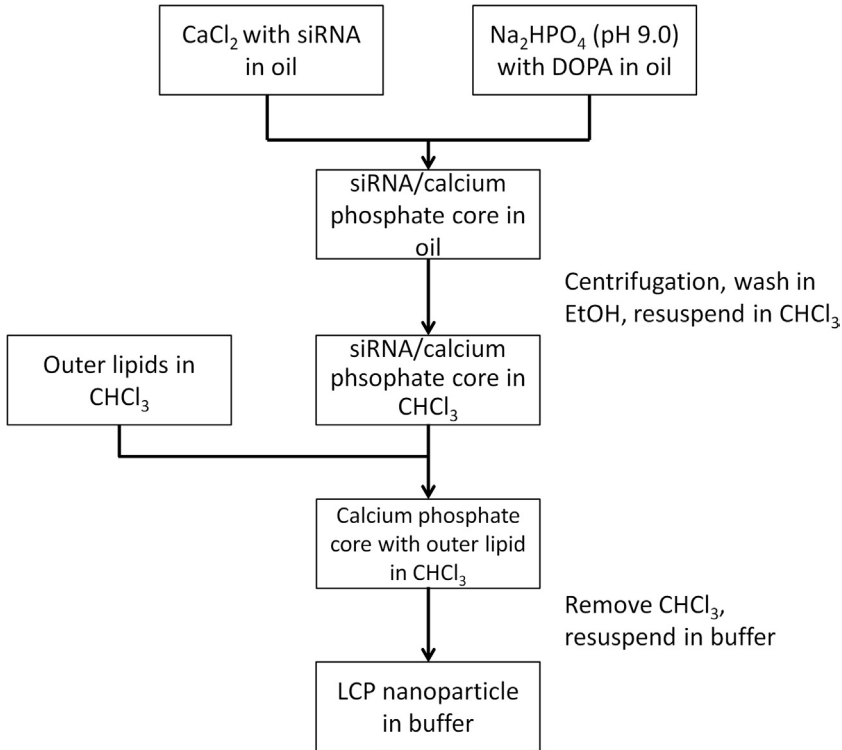 CaCl₂ with siRNA
in oil
Na₂HPO₄ (pH 9.0)
with DOPA in oil
siRNA/calcium
phosphate core in
oil
Centrifugation, wash in
EtOH, resuspend in CHCl₃
Outer lipids in
CHCl₃
siRNA/calcium
phsophate core in
CHCl₃
Calcium phosphate
core with outer lipid
in CHCl₃
Remove CHCl₃,
resuspend in buffer
LCP nanoparticle
in buffer